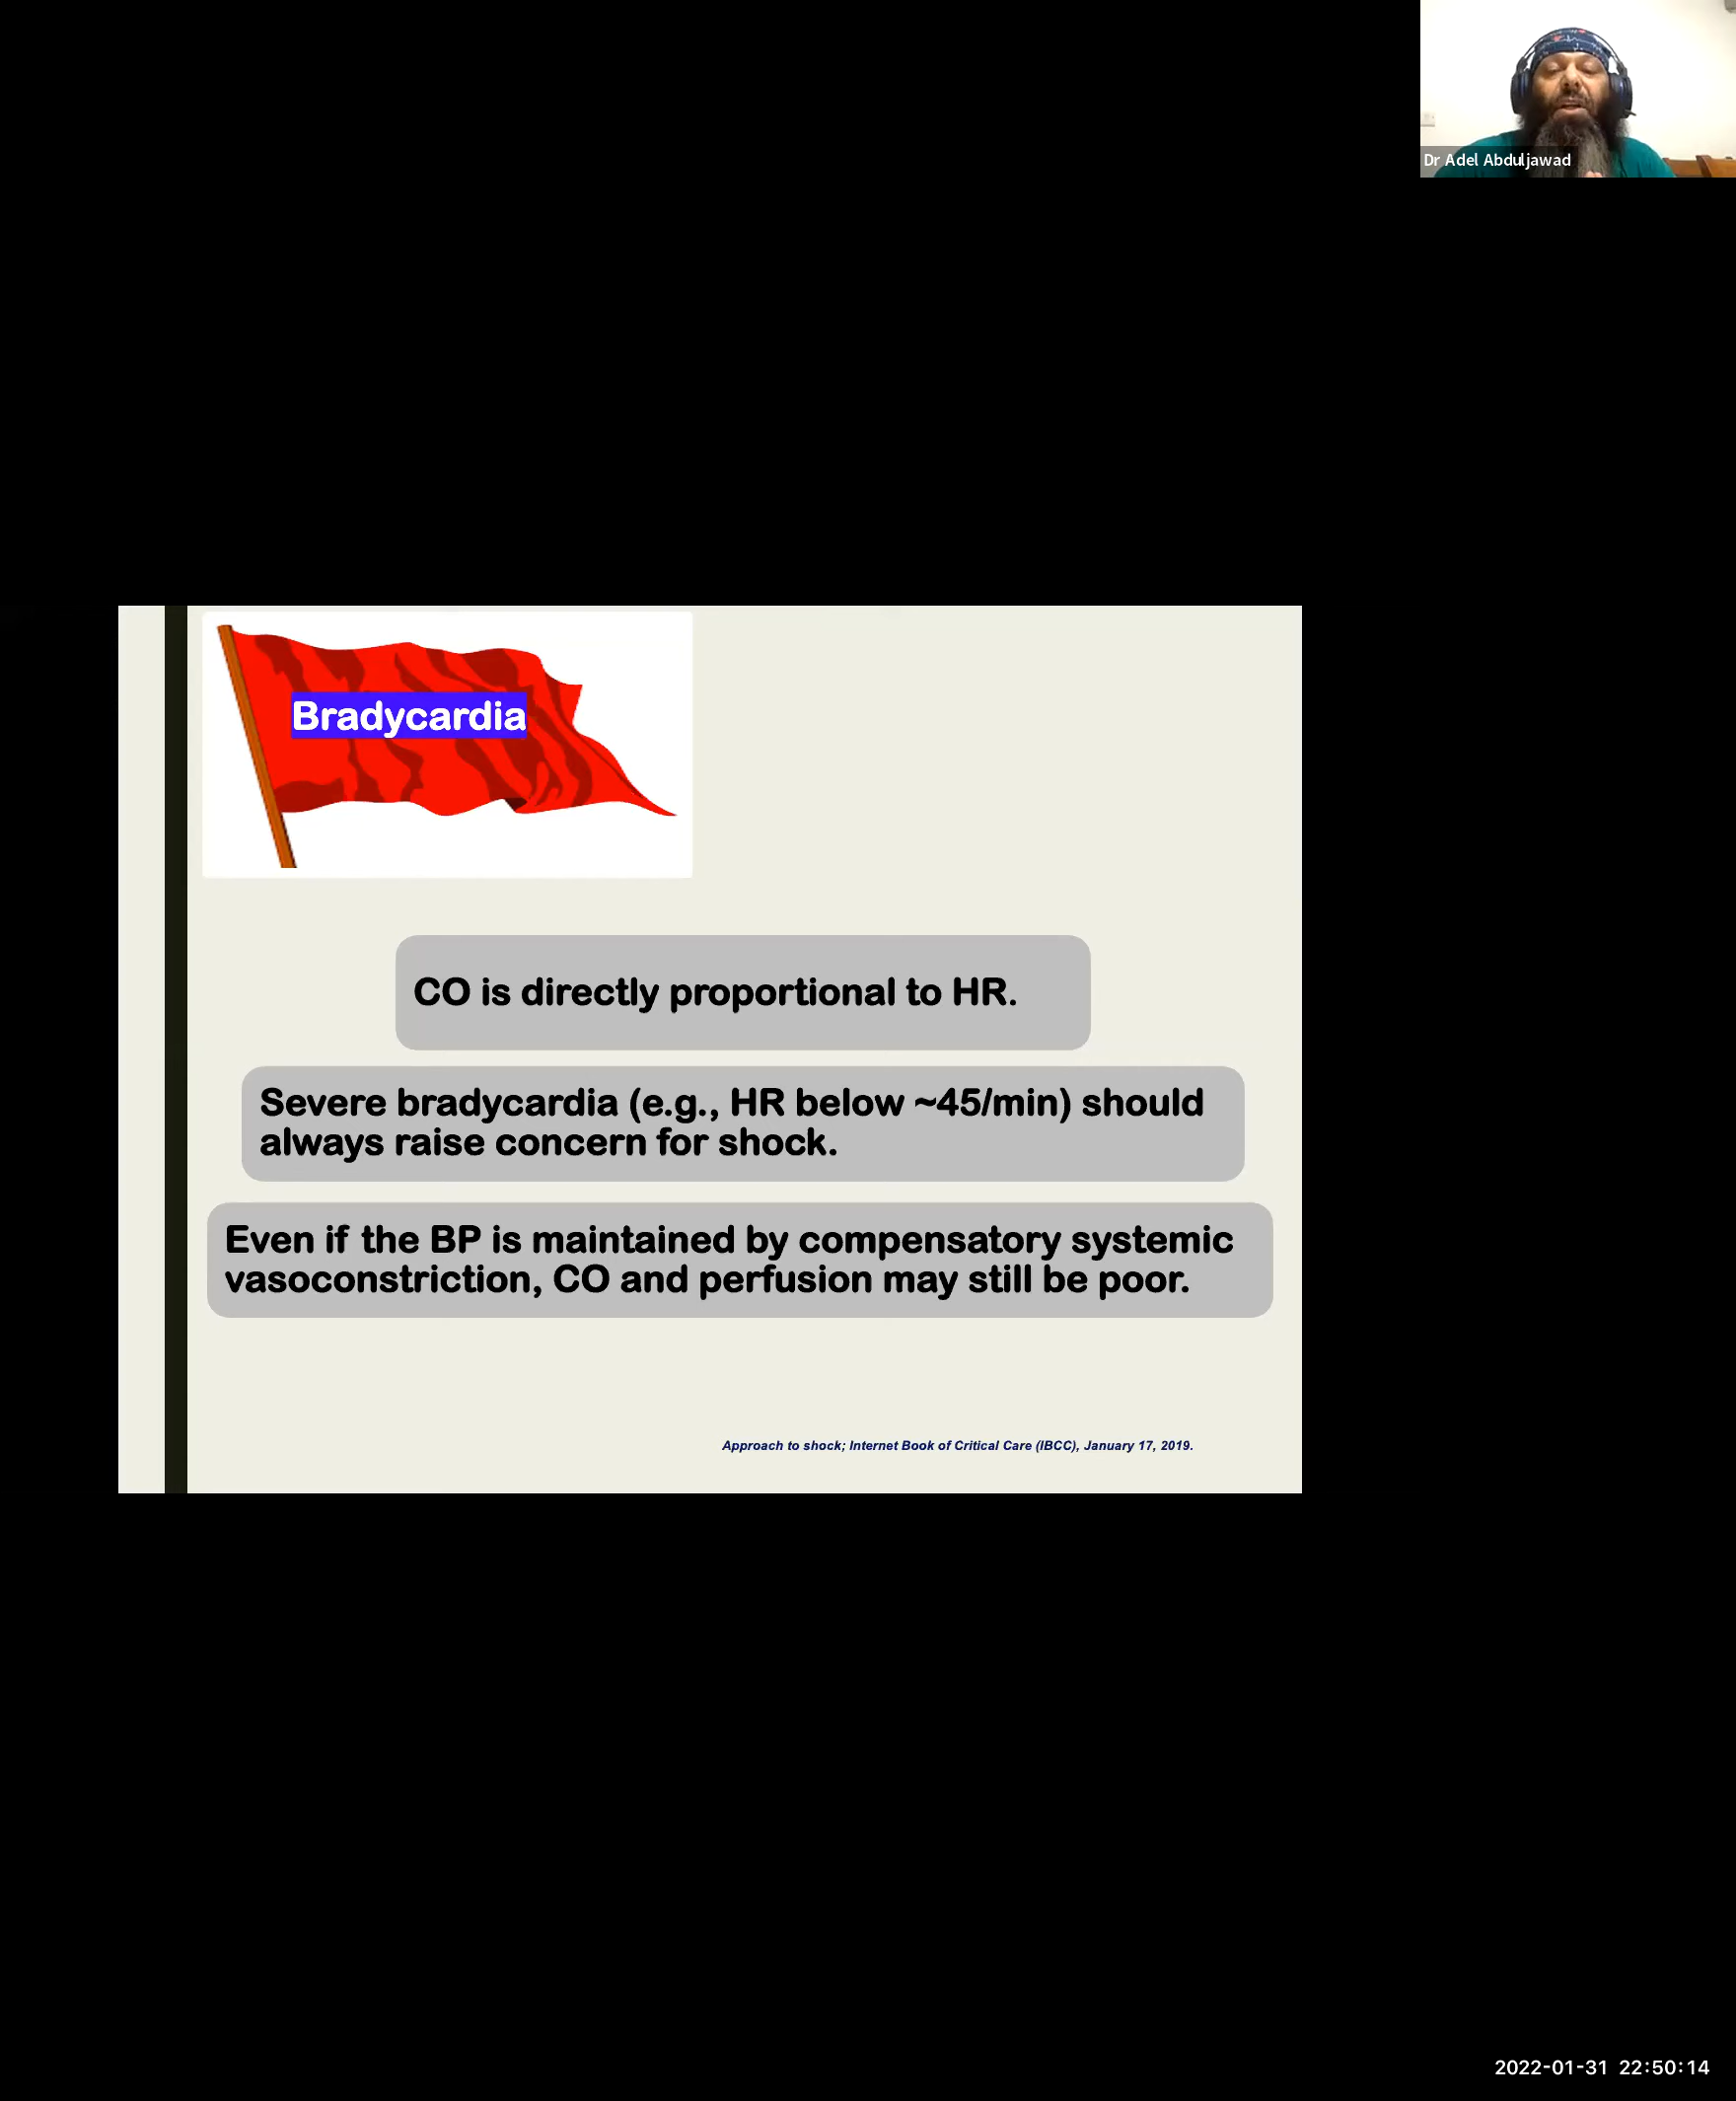 Dr Adel Abduljawad
Bradycardia
CO is directly proportional to HR.
Severe bradycardia (e.g., HR below ~45/min) should
always raise concern for shock.
Even if the BP is maintained by compensatory systemic
vasoconstriction, CO and perfusion may still be poor.
Approach to shock; Internet Book of Critical Care (IBCC), January 17, 2019.
2022-01-31 22:50:14